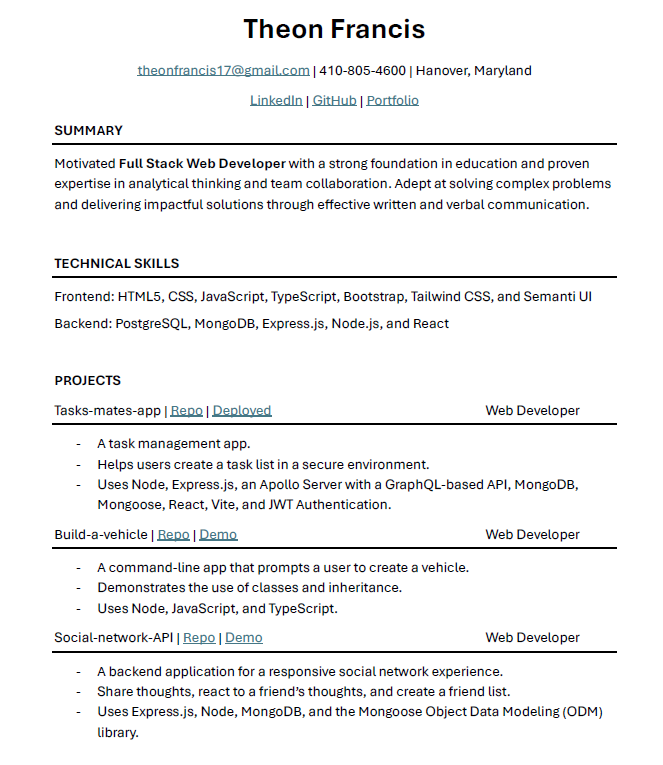 Theon Francis
theonfrancis17@gmail.com | 410-805-4600 | Hanover, Maryland
LinkedIn | GitHub | Portfolio
SUMMARY
Motivated Full Stack Web Developer with a strong foundation in education and proven
expertise in analytical thinking and team collaboration. Adept at solving complex problems
and delivering impactful solutions through effective written and verbal communication.
TECHNICAL SKILLS
Frontend: HTML5, CSS, JavaScript, TypeScript, Bootstrap, Tailwind CSS, and Semanti UI
Backend: PostgreSQL, MongoDB, Express.js, Node.js, and React
PROJECTS
Tasks-mates-app | Repo | Deployed Web Developer
- A task management app.
- Helps users create a task list in a secure environment.
- Uses Node, Express.js, an Apollo Server with a GraphQL-based API, MongoDB,
Mongoose, React, Vite, and JWT Authentication.
Build-a-vehicle | Repo | Demo Web Developer
- A command-line app that prompts a user to create a vehicle.
- Demonstrates the use of classes and inheritance.
- Uses Node, JavaScript, and TypeScript.
Social-network-API | Repo | Demo Web Developer
- A backend application for a responsive social network experience.
- Share thoughts, react to a friend’s thoughts, and create a friend list.
- Uses Express.js, Node, MongoDB, and the Mongoose Object Data Modeling (ODM)
library.